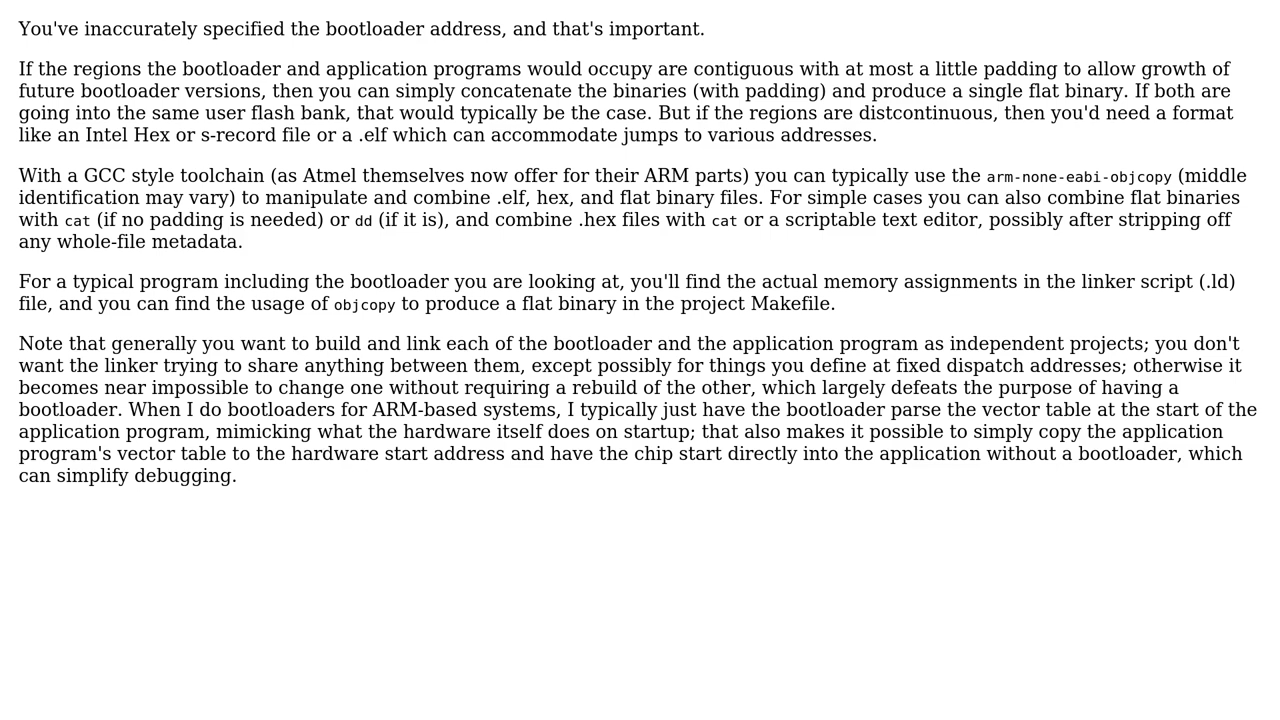 You've inaccurately specified the bootloader address, and that's important.
If the regions the bootloader and application programs would occupy are contiguous with at most a little padding to allow growth of
future bootloader versions, then you can simply concatenate the binaries (with padding) and produce a single flat binary. If both are
going into the same user flash bank, that would typically be the case. But if the regions are distcontinuous, then you'd need a format
like an Intel Hex or s-record file or a .elf which can accommodate jumps to various addresses.
With a GCC style toolchain (as Atmel themselves now offer for their ARM parts) you can typically use the arm-none-eabi-objcopy (middle
identification may vary) to manipulate and combine .elf, hex, and flat binary files. For simple cases you can also combine flat binaries
with cat (if no padding is needed) or dd (if it is), and combine .hex files with cat or a scriptable text editor, possibly after stripping off
any whole-file metadata.
For a typical program including the bootloader you are looking at, you'll find the actual memory assignments in the linker script (.ld)
file, and you can find the usage of objcopy to produce a flat binary in the project Makefile.
Note that generally you want to build and link each of the bootloader and the application program as independent projects; you don't
want the linker trying to share anything between them, except possibly for things you define at fixed dispatch addresses; otherwise it
becomes near impossible to change one without requiring a rebuild of the other, which largely defeats the purpose of having a
bootloader. When I do bootloaders for ARM-based systems, I typically just have the bootloader parse the vector table at the start of the
application program, mimicking what the hardware itself does on startup; that also makes it possible to simply copy the application
program's vector table to the hardware start address and have the chip start directly into the application without a bootloader, which
can simplify debugging.